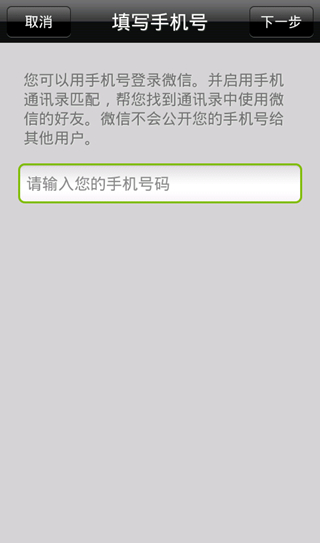 取消 填写手机号 下一步
您可以用手机号登录微信。并启用手机
通讯录匹配，帮您找到通讯录中使用微
信的好友。微信不会公开您的手机号给
其他用户。
请输入您的手机号码